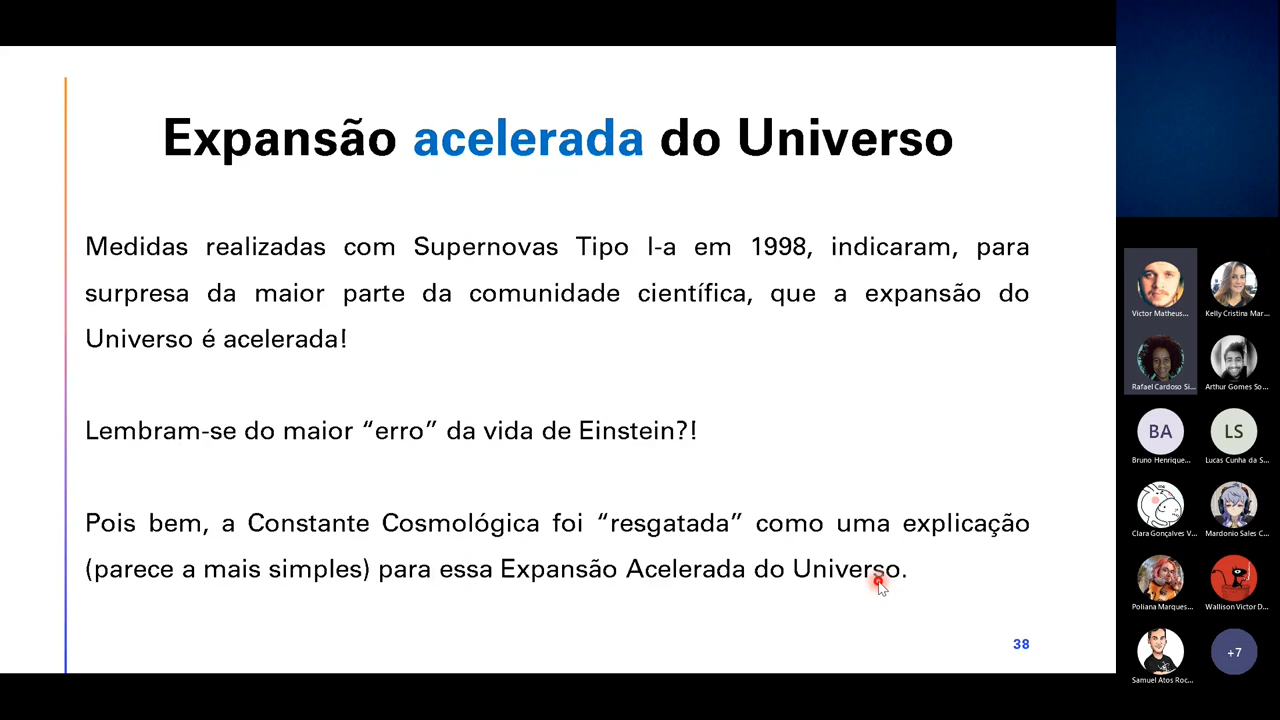 Expansão acelerada do Universo
Medidas realizadas com Supernovas Tipo I-a em 1998, indicaram, para
surpresa da maior parte da comunidade científica, que a expansão do
Universo é acelerada!
Lembram-se do maior “erro” da vida de Einstein?!
Pois bem, a Constante Cosmológica foi “resgatada” como uma explicação
(parece a mais simples) para essa Expansão Acelerada do Universo.
38
Victor Matheus...
Kelly Cristina Mar...
Rafael Cardoso Si...
Arthur Gomes So...
BA
LS
Bruno Henrique...
Lucas Cunha da S...
Clara Gonçalves V...
Mardonio Sales C...
Poliana Marques...
Wallison Victor D...
Samuel Atos Roc...
+7